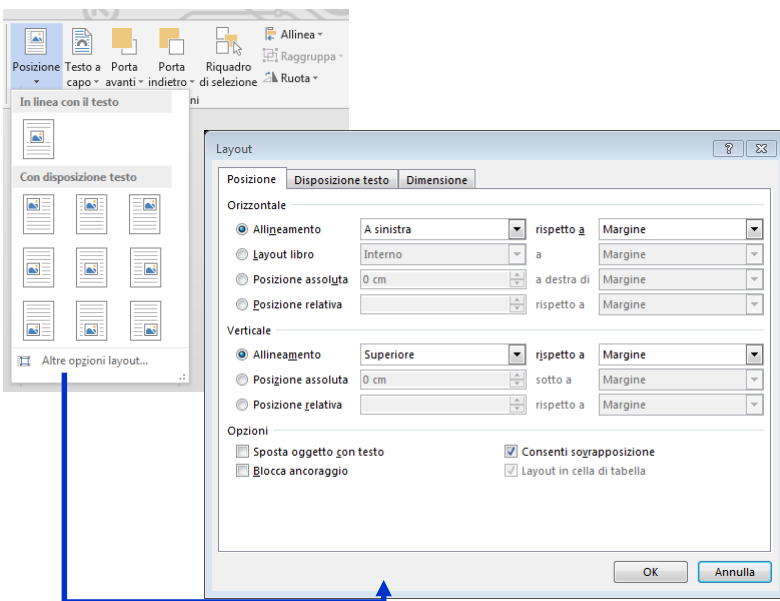 Posizione Testo a Porta Porta Riquadro Allinea
capo avanti indietro di selezione Raggruppa
Ruota
ni
In linea con il testo
Con disposizione testo
Altre opzioni layout...
Layout
Posizione Disposizione testo Dimensione
Orizzontale
Allineamento A sinistra rispetto a Margine
Layout libro Interno a Margine
Posizione assoluta 0 cm a destra di Margine
Posizione relativa rispetto a Margine
Verticale
Allineamento Superiore rispetto a Margine
Posizione assoluta 0 cm sotto a Margine
Posizione relativa rispetto a Margine
Opzioni
Sposta oggetto con testo Consenti sovrapposizione
Blocca ancoraggio Layout in cella di tabella
OK Annulla